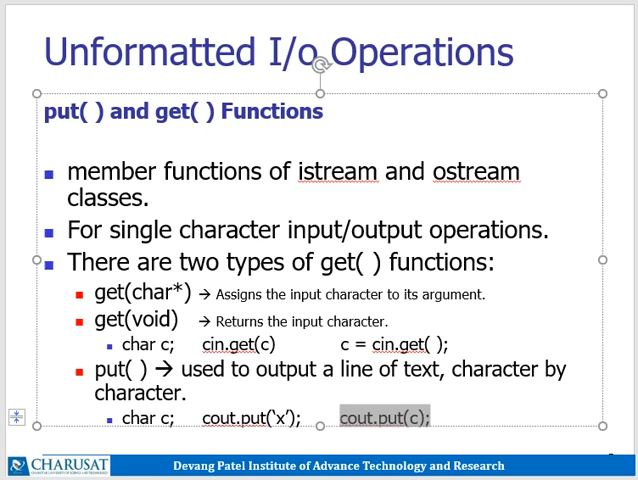 Unformatted I/o Operations
put( ) and get( ) Functions
member functions of istream and ostream
classes.
For single character input/output operations.
There are two types of get( ) functions:
get(char*) → Assigns the input character to its argument.
get(void) → Returns the input character.
char c; cin.get(c) c = cin.get( );
put( ) → used to output a line of text, character by
character.
char c; cout.put(‘x’); cout.put(c);
CHARUSAT
Devang Patel Institute of Advance Technology and Research